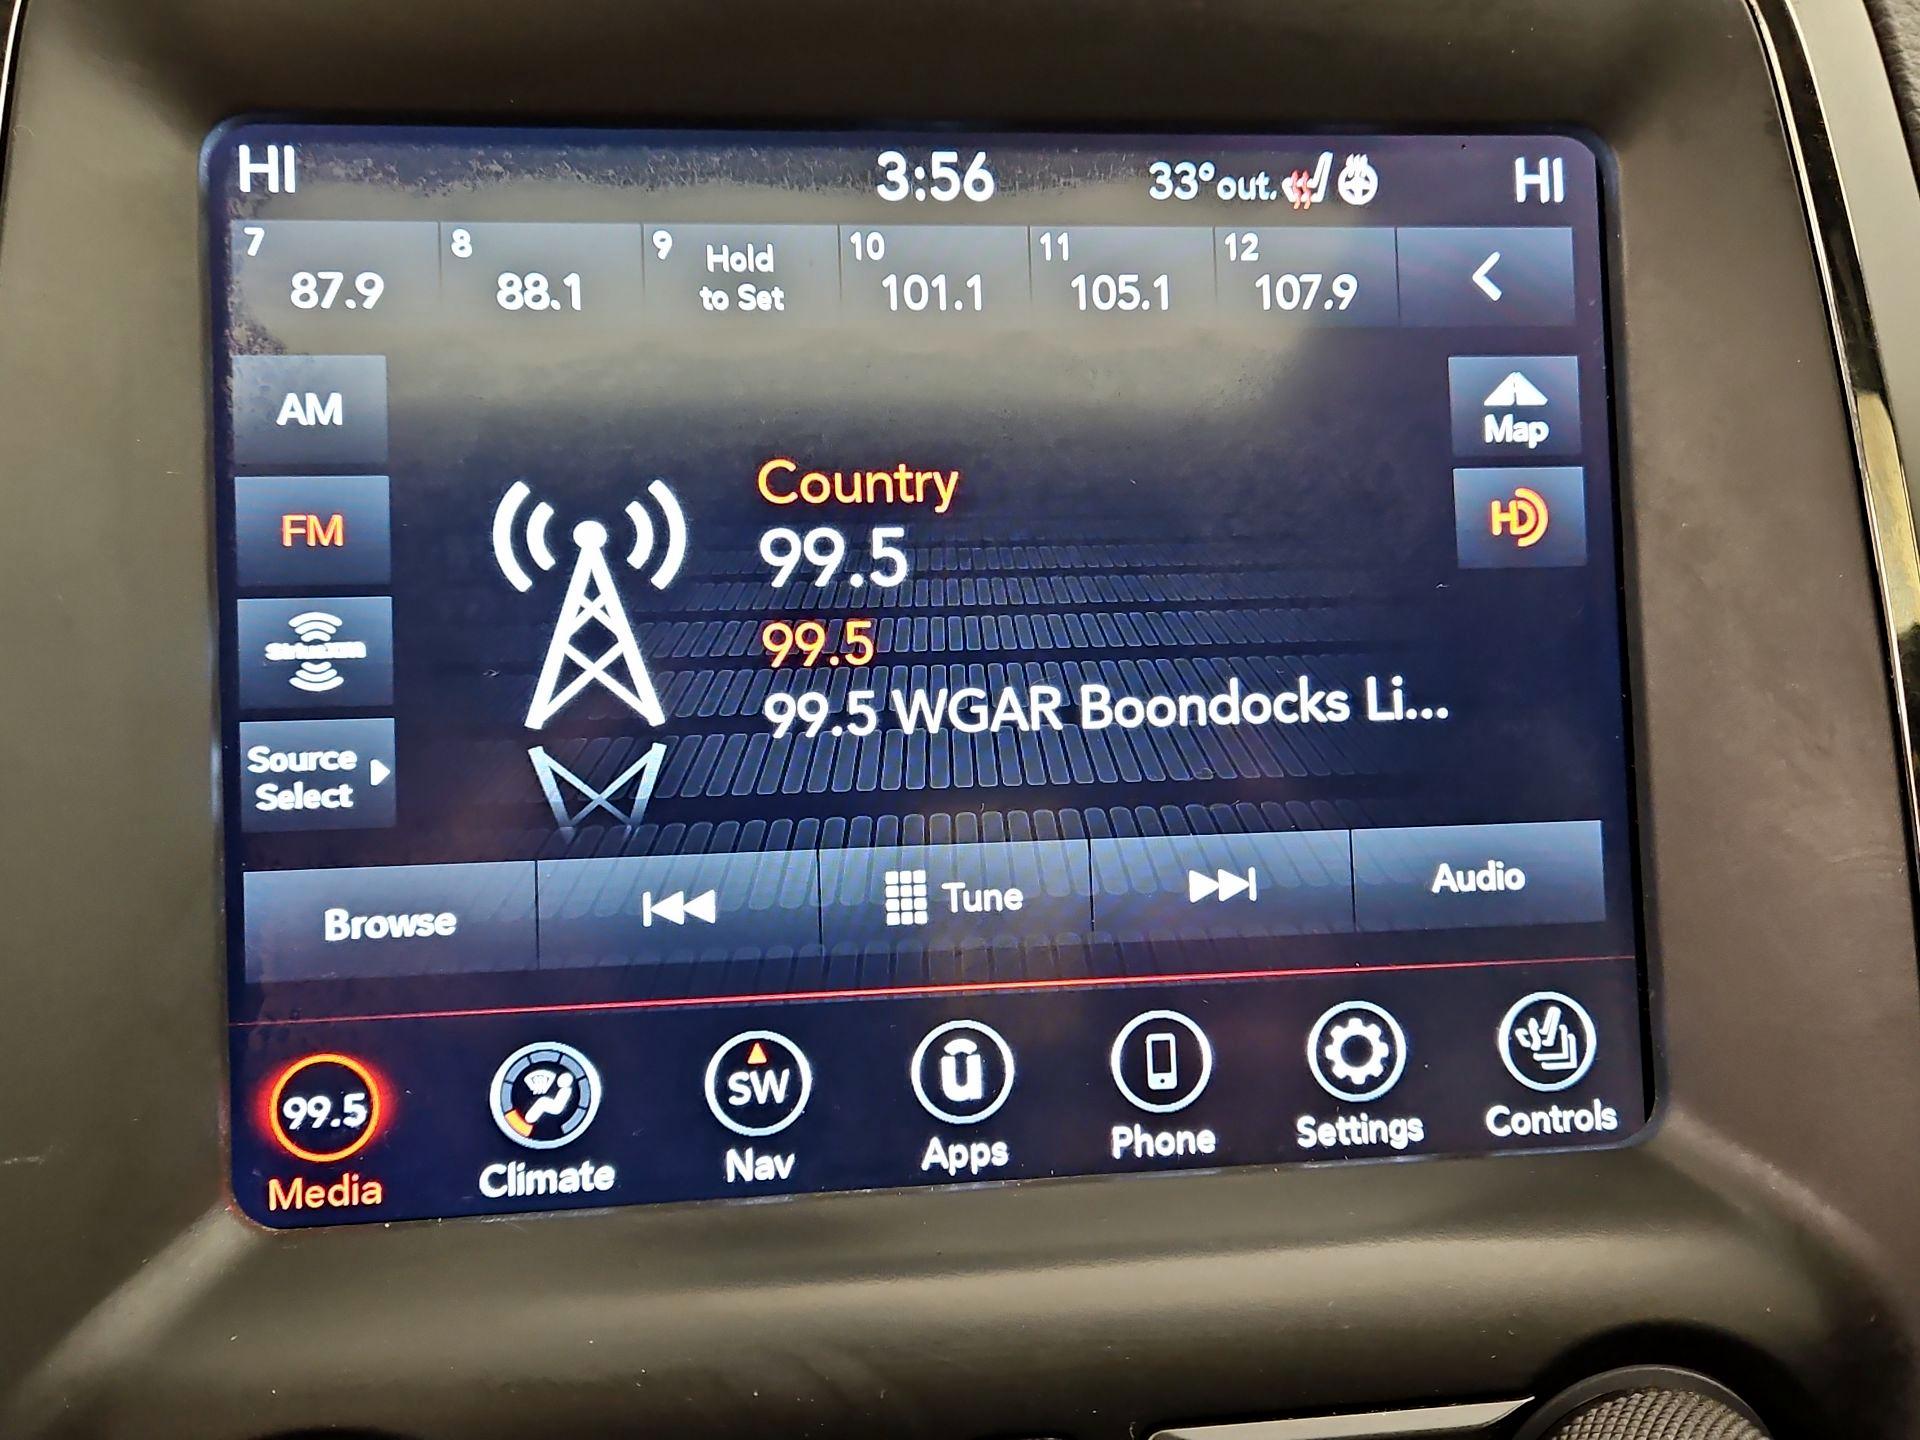 HI 3:56 33°out. HI
7 87.9
8 88.1
9 Hold to Set
10 101.1
11 105.1
12 107.9
AM
FM
SiriusXM
Source
Select
Country
99.5
99.5
99.5 WGAR Boondocks Li...
Map
HD
Browse
Tune
Audio
99.5
Media
Climate
SW
Nav
u
Apps
Phone
Settings
Controls